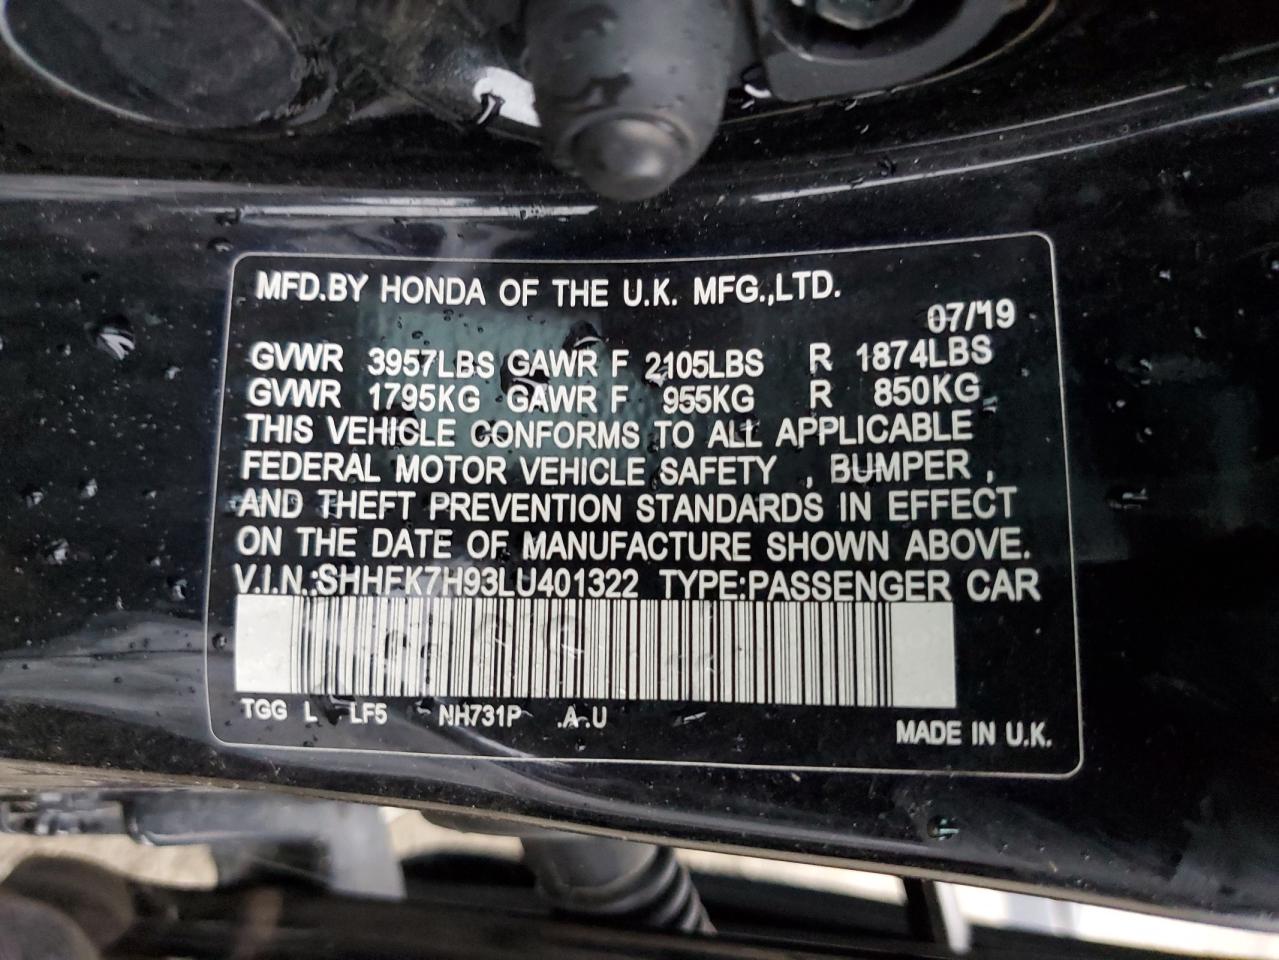 MFD.BY HONDA OF THE U.K. MFG.,LTD.
07/19
GVWR 3957LBS GAWR F 2105LBS R 1874LBS
GVWR 1795KG GAWR F 955KG R 850KG
THIS VEHICLE CONFORMS TO ALL APPLICABLE
FEDERAL MOTOR VEHICLE SAFETY , BUMPER ,
AND THEFT PREVENTION STANDARDS IN EFFECT
ON THE DATE OF MANUFACTURE SHOWN ABOVE.
V.I.N.:SHHFK7H93LU401322 TYPE:PASSENGER CAR
TGG L LF5 NH731P .A.U
MADE IN U.K.